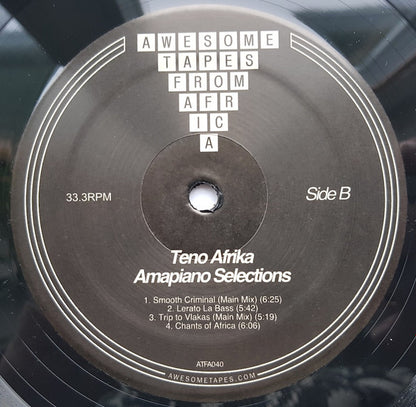 AWESOME
TAPES
FROM
AFR
IC
A
33.3RPM
Side B
Teno Afrika
Amapiano Selections
1. Smooth Criminal (Main Mix) (6:25)
2. Lerato La Bass (5:42)
3. Trip to Vlakas (Main Mix) (5:19)
4. Chants of Africa (6:06)
ATFA040
AWESOMETAPES.COM